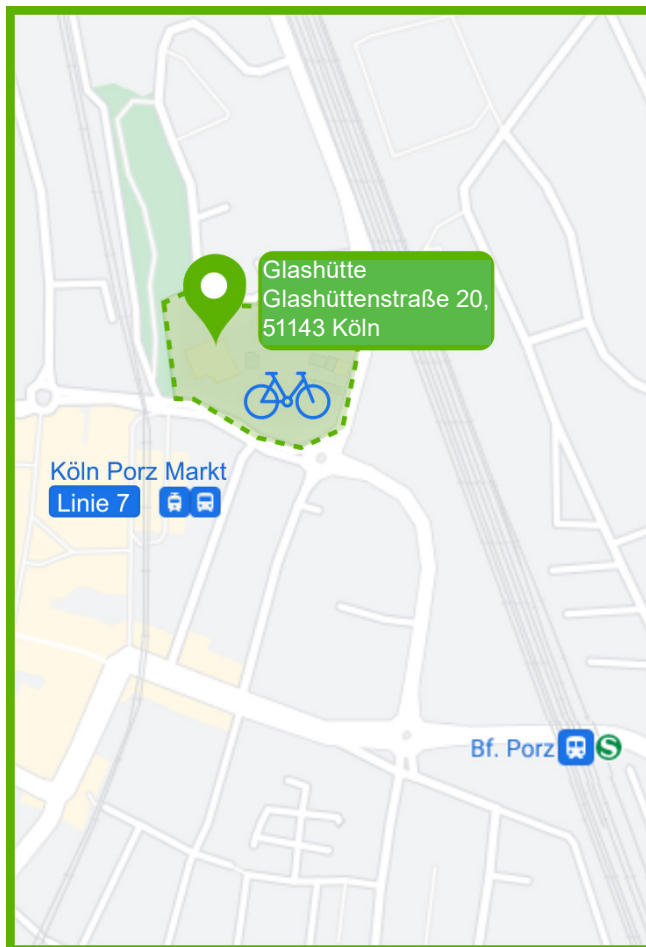 Glashütte
Glashüttenstraße 20,
51143 Köln
Köln Porz Markt
Linie 7
Bf. Porz S